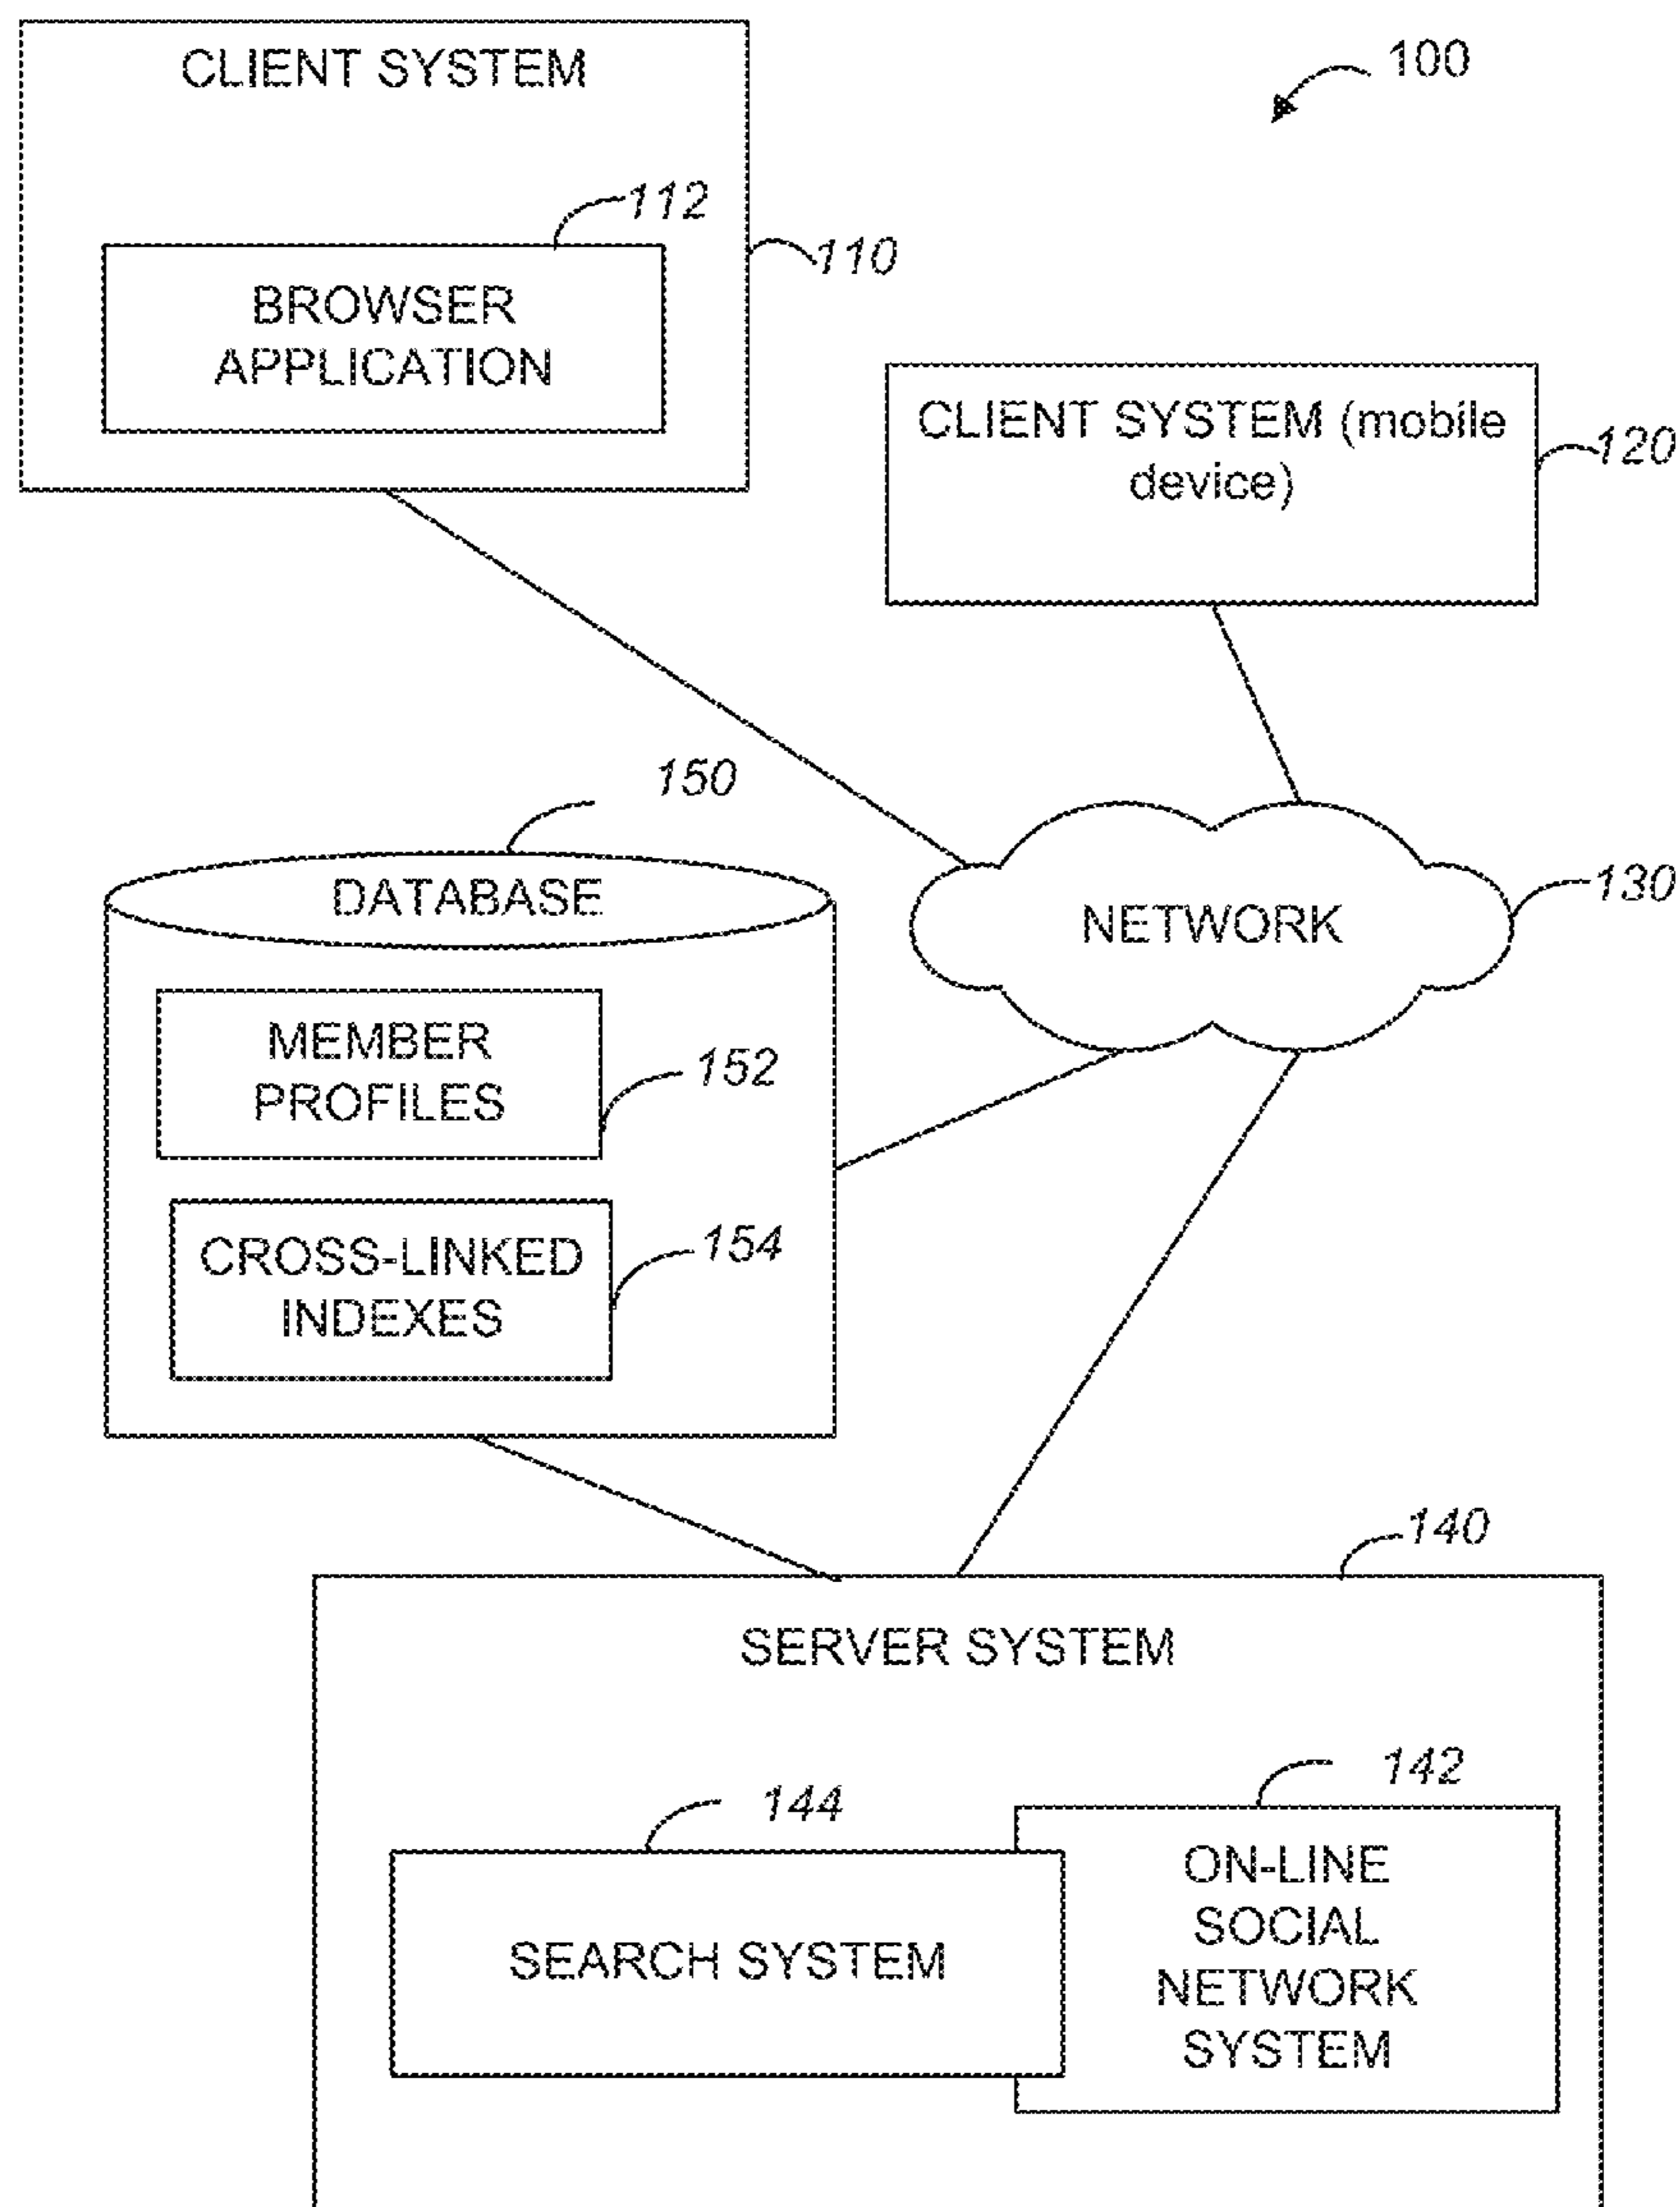 CLIENT SYSTEM
100
112
110
BROWSER
APPLICATION
CLIENT SYSTEM (mobile
device)
120
150
DATABASE
NETWORK
130
MEMBER
PROFILES
152
CROSS-LINKED
INDEXES
154
140
SERVER SYSTEM
142
144
ON-LINE
SOCIAL
NETWORK
SYSTEM
SEARCH SYSTEM